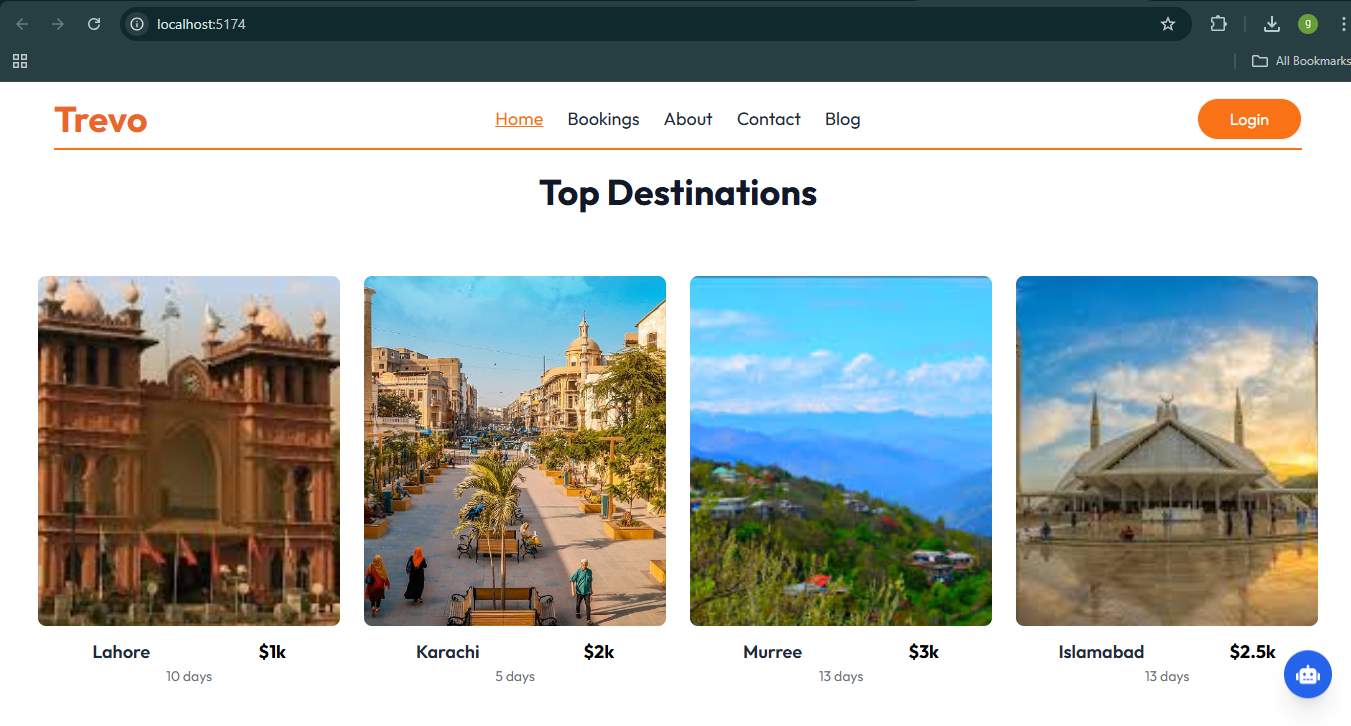 localhost:5174
g
All Bookmarks
Trevo
Home Bookings About Contact Blog
Login
Top Destinations
Lahore $1k
10 days
Karachi $2k
5 days
Murree $3k
13 days
Islamabad $2.5k
13 days